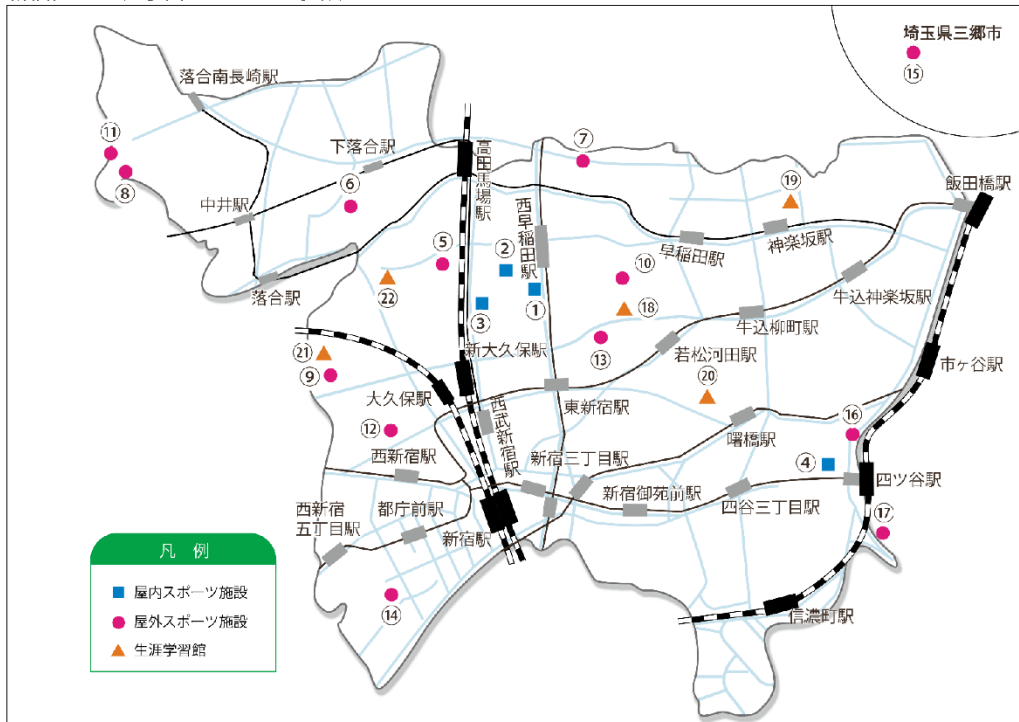 埼玉県三郷市
⑮
落合南長崎駅
⑪
⑧
下落合駅
⑥
中井駅
落合駅
高田馬場駅
⑦
⑲
飯田橋駅
西早稲田駅
②
①
③
⑤
㉒
早稲田駅
神楽坂駅
⑩
⑱
⑬
牛込神楽坂駅
牛込柳町駅
若松河田駅
⑳
市ヶ谷駅
㉑
⑨
新大久保駅
大久保駅
⑫
西新宿駅
西武新宿駅
東新宿駅
新宿三丁目駅
曙橋駅
⑯
④
四ツ谷駅
⑰
新宿御苑前駅
四谷三丁目駅
西新宿
五丁目駅
都庁前駅
新宿駅
⑭
信濃町駅
凡 例
屋内スポーツ施設
屋外スポーツ施設
生涯学習館